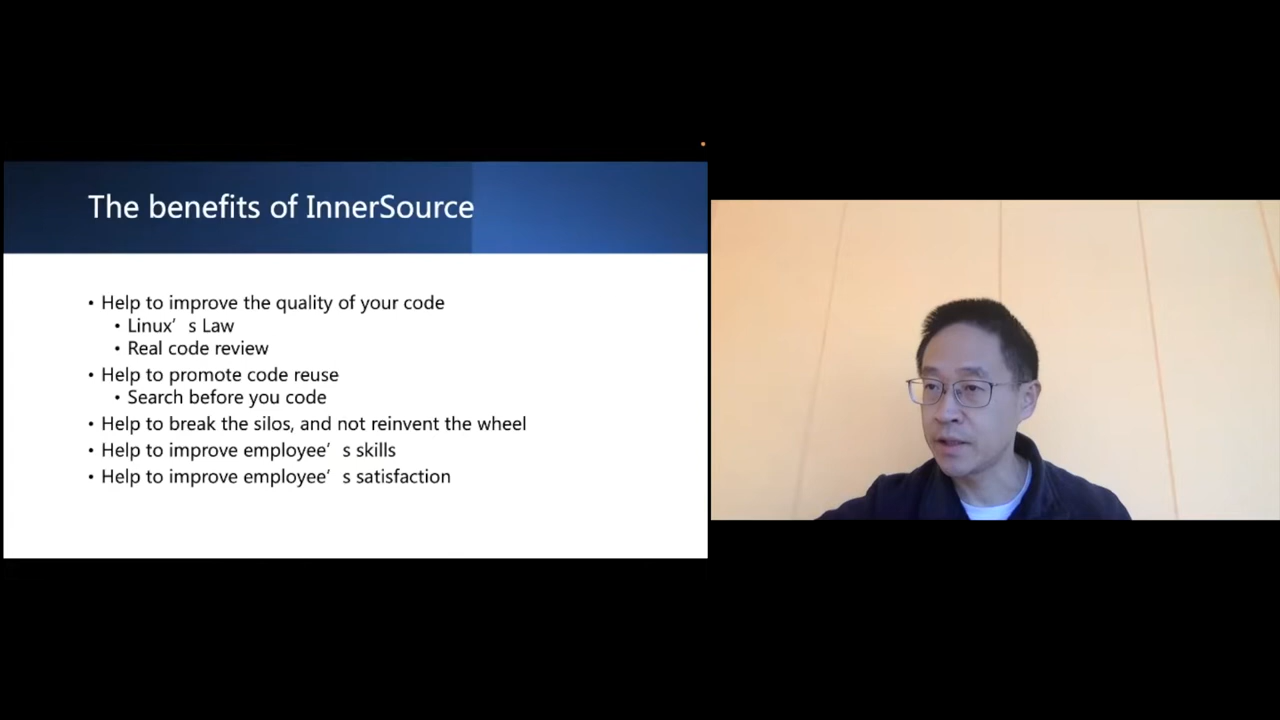 The benefits of InnerSource
• Help to improve the quality of your code
• Linux’s Law
• Real code review
• Help to promote code reuse
• Search before you code
• Help to break the silos, and not reinvent the wheel
• Help to improve employee’s skills
• Help to improve employee’s satisfaction